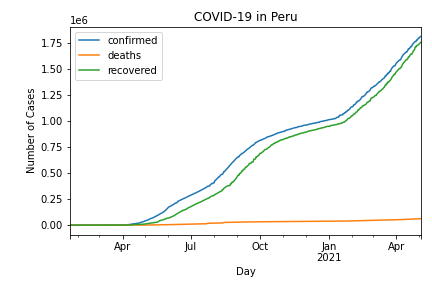 COVID-19 in Peru
1e6
confirmed
deaths
recovered
1.75
1.50
1.25
1.00
0.75
0.50
0.25
0.00
Number of Cases
Apr Jul Oct Jan Apr
2021
Day